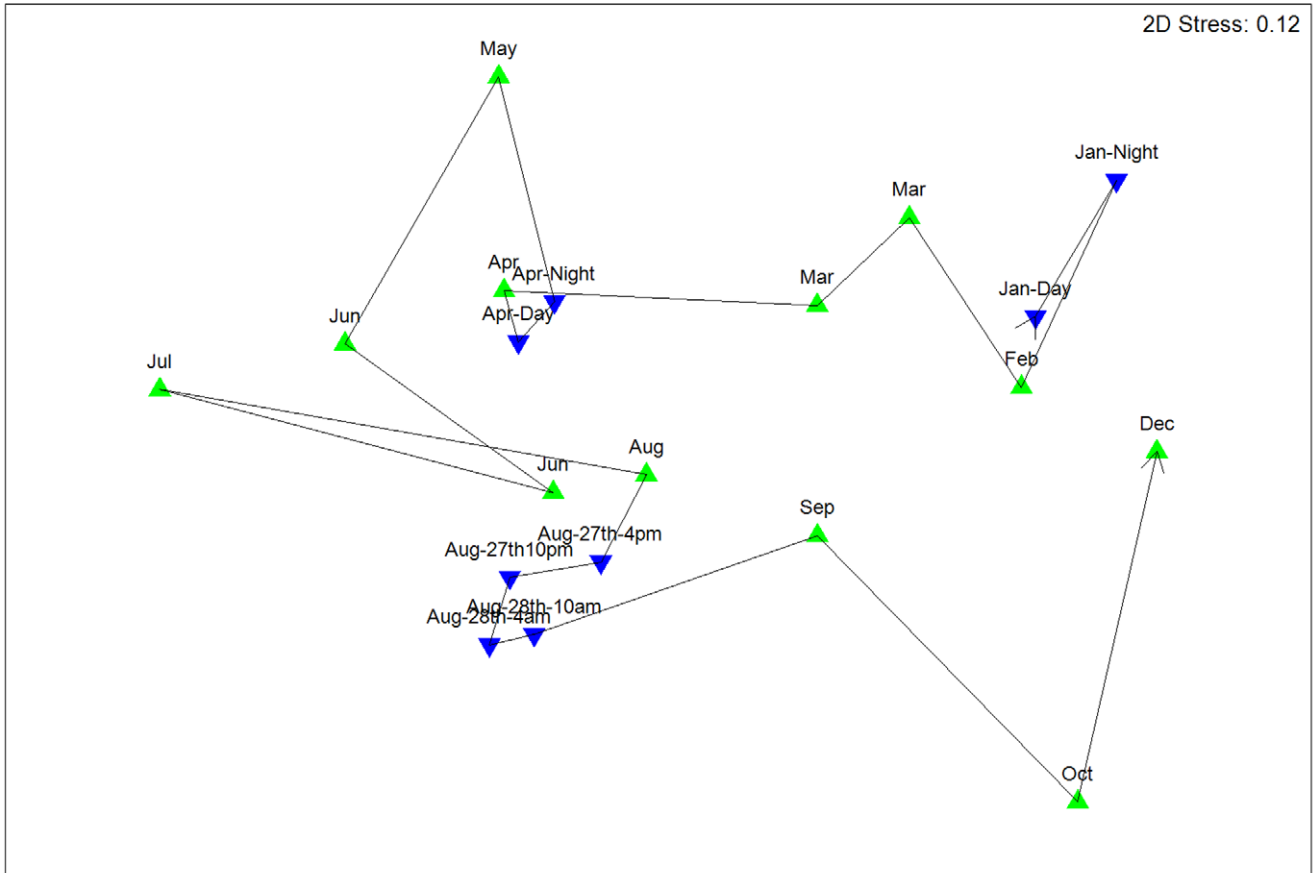 2D Stress: 0.12
May
Jan-Night
Mar
Apr
Apr-Night
Jan-Day
Mar
Apr-Day
Jun
Jul
Feb
Dec
Aug
Jun
Sep
Aug-27th-4pm
Aug-27th10pm
Aug-28th-10am
Aug-28th-4am
Oct